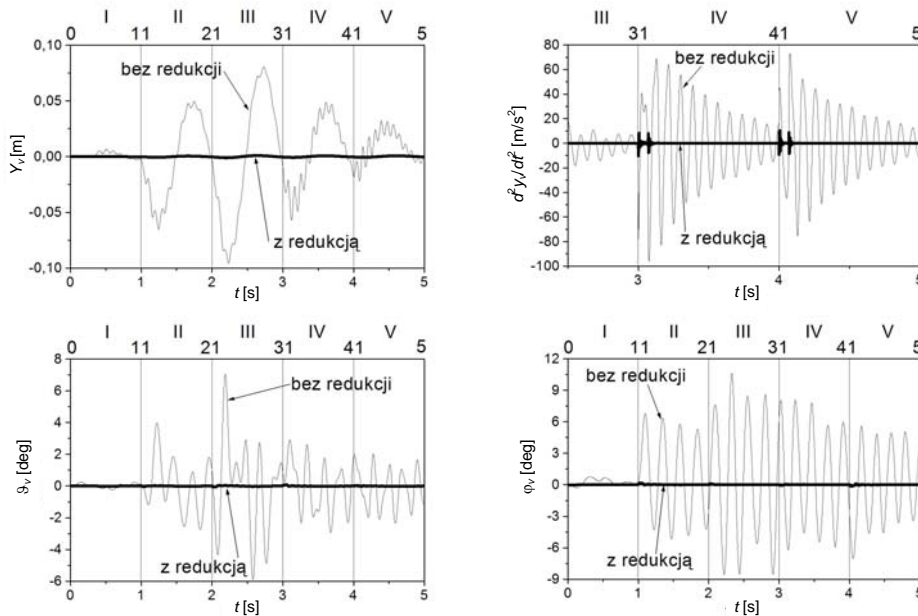 I II III IV V
0 11 21 31 41 5
0,10
0,05
0,00
-0,05
-0,10
Yv [m]
bez redukcji
z redukcją
0 1 2 3 4 5
t [s]
III IV V
31 41 5
80
60
40
20
0
-20
-40
-60
-80
-100
d²yv/dt² [m/s²]
bez redukcji
z redukcją
3 4 5
t [s]
I II III IV V
0 11 21 31 41 5
8
6
4
2
0
-2
-4
-6
ϑv [deg]
bez redukcji
z redukcją
0 1 2 3 4 5
t [s]
I II III IV V
0 11 21 31 41 5
12
9
6
3
0
-3
-6
-9
φv [deg]
bez redukcji
z redukcją
0 1 2 3 4 5
t [s]